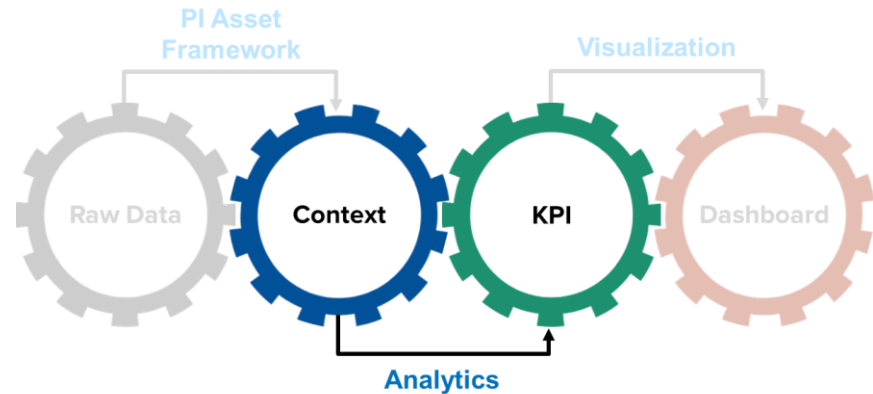 PI Asset
Framework
Visualization
Raw Data
Context
KPI
Dashboard
Analytics